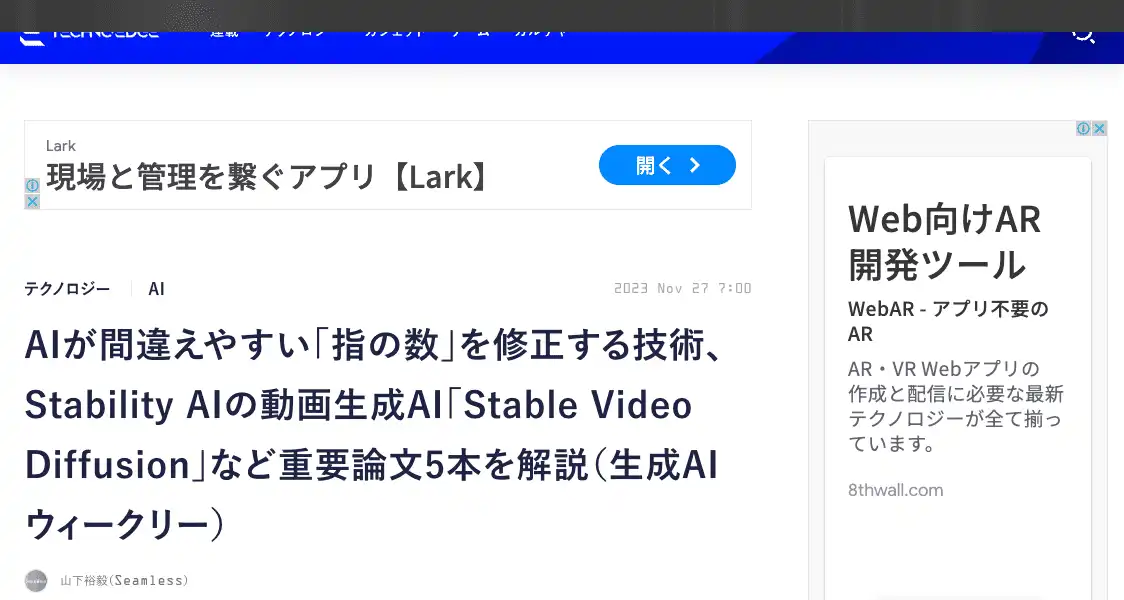 TECHNOEDGE
連載 テクノロジー ガジェット ゲーム カルチャー
Lark
現場と管理を繋ぐアプリ【Lark】
開く
テクノロジー AI
2023 Nov 27 7:00
AIが間違えやすい「指の数」を修正する技術、
Stability AIの動画生成AI「Stable Video
Diffusion」など重要論文5本を解説（生成AI
ウィークリー）
山下裕毅(Seamless)
Web向けAR
開発ツール
WebAR - アプリ不要の
AR
AR・VR Webアプリの
作成と配信に必要な最新
テクノロジーが全て揃っ
ています。
8thwall.com